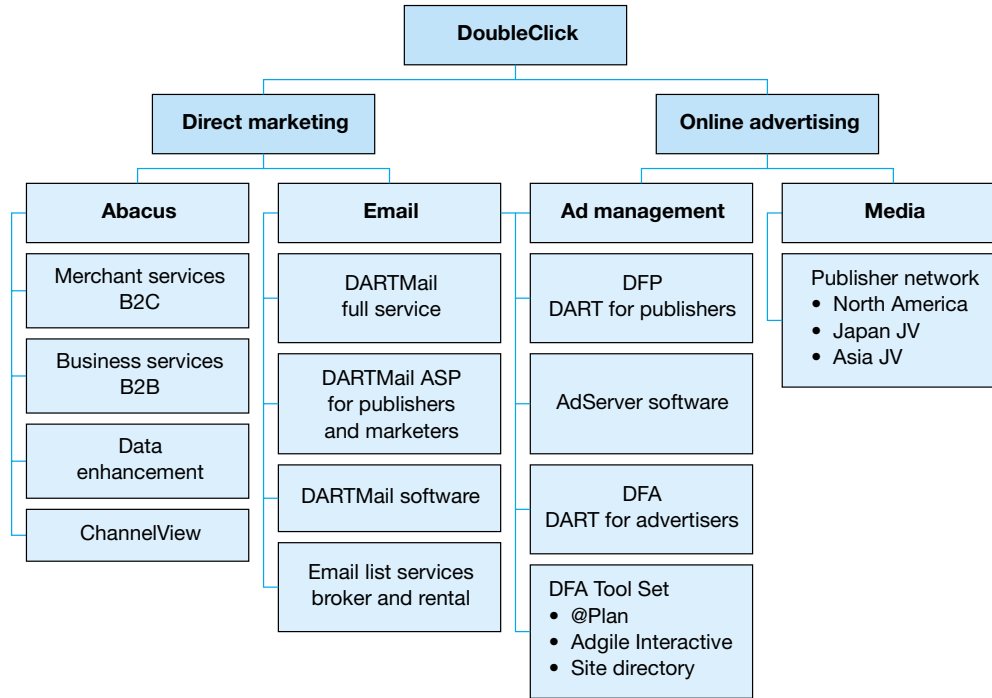 DoubleClick
Direct marketing
Online advertising
Abacus
Email
Ad management
Media
Merchant services
B2C
Business services
B2B
Data
enhancement
ChannelView
DARTMail
full service
DARTMail ASP
for publishers
and marketers
DARTMail software
Email list services
broker and rental
DFP
DART for publishers
AdServer software
DFA
DART for advertisers
DFA Tool Set
• @Plan
• Adgile Interactive
• Site directory
Publisher network
• North America
• Japan JV
• Asia JV